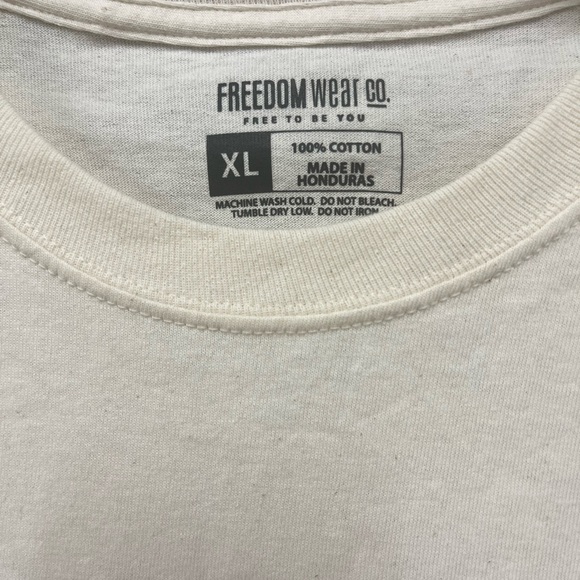 FREEDOM wear co.
FREE TO BE YOU
XL
100% COTTON
MADE IN
HONDURAS
MACHINE WASH COLD. DO NOT BLEACH.
TUMBLE DRY LOW. DO NOT IRON.